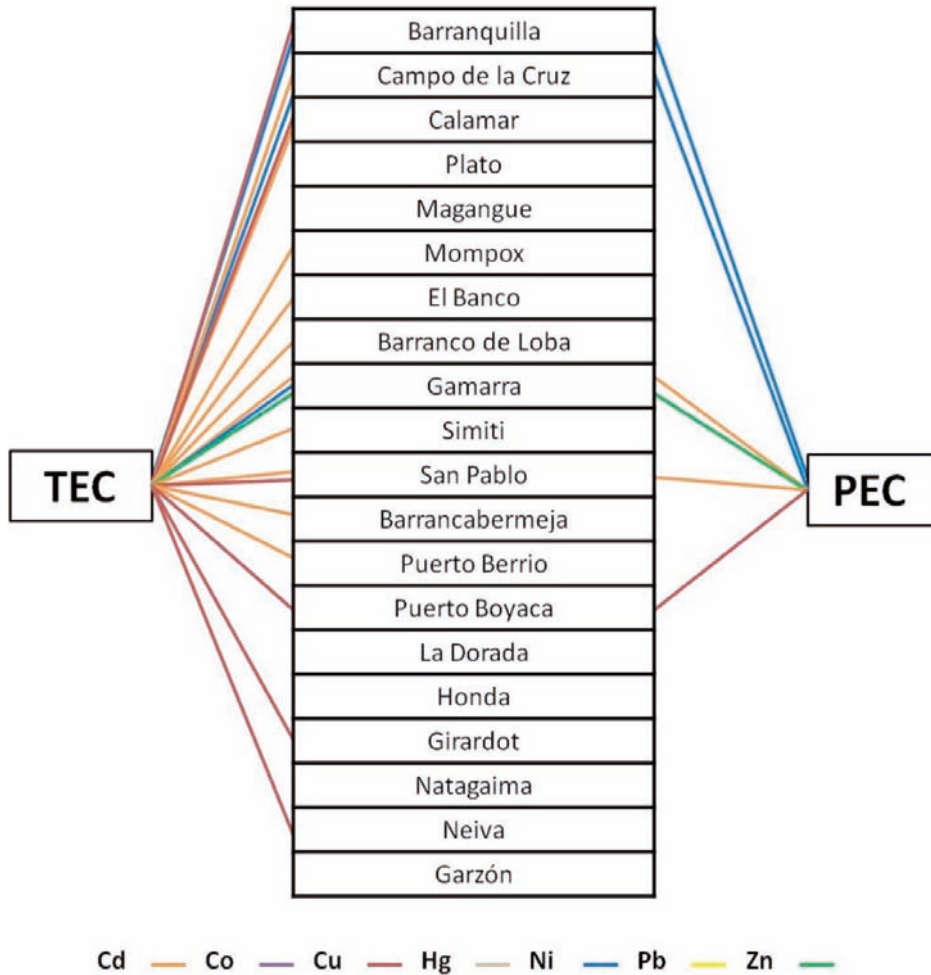 Barranquilla
Campo de la Cruz
Calamar
Plato
Magangue
Mompox
El Banco
Barranco de Loba
Gamarra
Simiti
TEC
San Pablo
PEC
Barrancabermeja
Puerto Berrio
Puerto Boyaca
La Dorada
Honda
Girardot
Natagaima
Neiva
Garzón
Cd Co Cu Hg Ni Pb Zn